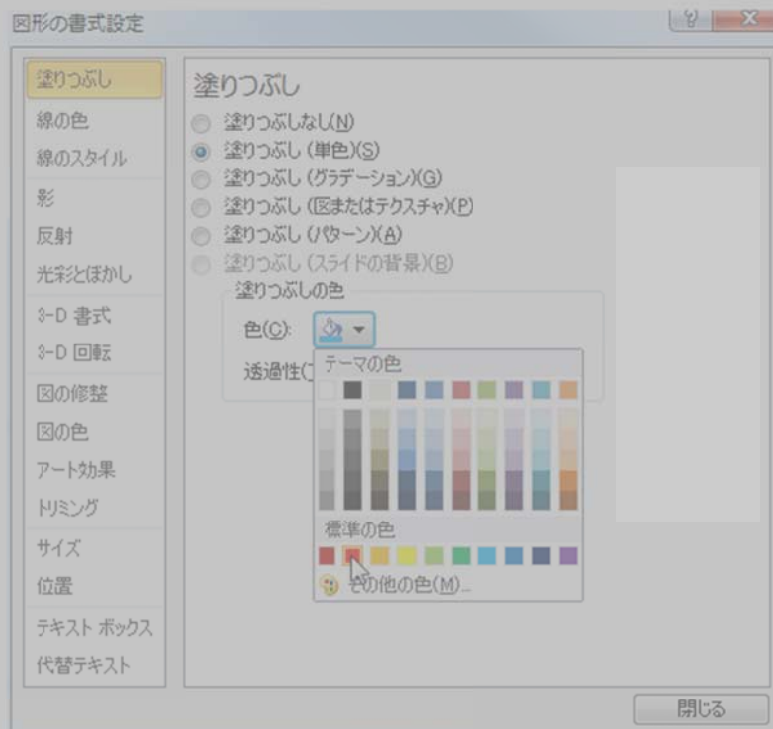 図形の書式設定
塗りつぶし
線の色
線のスタイル
影
反射
光彩とぼかし
3-D 書式
3-D 回転
図の修整
図の色
アート効果
トリミング
サイズ
位置
テキスト ボックス
代替テキスト
塗りつぶし
塗りつぶしなし(N)
塗りつぶし (単色)(S)
塗りつぶし (グラデーション)(G)
塗りつぶし (図またはテクスチャ)(P)
塗りつぶし (パターン)(A)
塗りつぶし (スライドの背景)(B)
塗りつぶしの色
色(C):
透過性(
テーマの色
標準の色
その他の色(M)...
閉じる